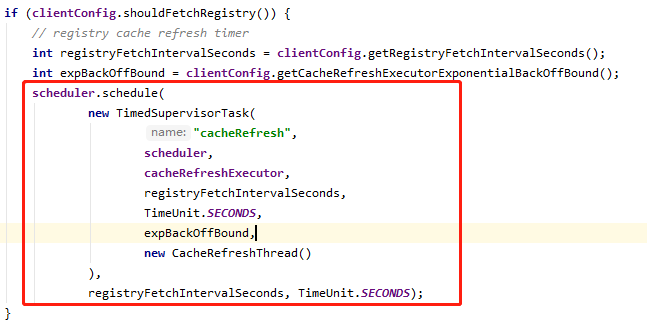 if (clientConfig.shouldFetchRegistry()) {
// registry cache refresh timer
int registryFetchIntervalSeconds = clientConfig.getRegistryFetchIntervalSeconds();
int expBackOffBound = clientConfig.getCacheRefreshExecutorExponentialBackOffBound();
scheduler.schedule(
new TimedSupervisorTask(
name: "cacheRefresh",
scheduler,
cacheRefreshExecutor,
registryFetchIntervalSeconds,
TimeUnit.SECONDS,
expBackOffBound,
new CacheRefreshThread()
),
registryFetchIntervalSeconds, TimeUnit.SECONDS);
}